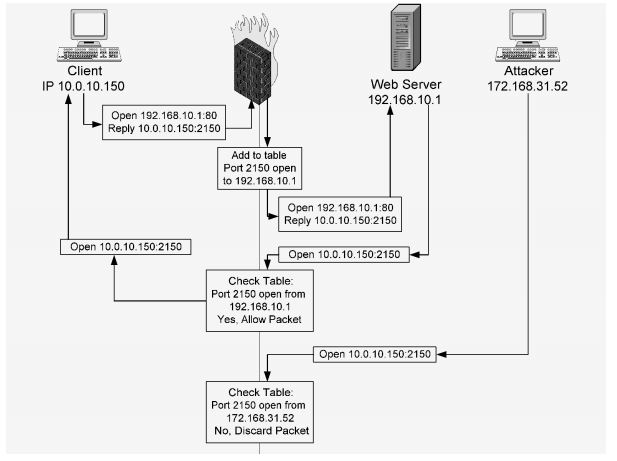 Client
IP 10.0.10.150
Web Server
192.168.10.1
Attacker
172.168.31.52
Open 192.168.10.1:80
Reply 10.0.10.150:2150
Add to table
Port 2150 open
to 192.168.10.1
Open 192.168.10.1:80
Reply 10.0.10.150:2150
Open 10.0.10.150:2150
Open 10.0.10.150:2150
Check Table:
Port 2150 open from
192.168.10.1
Yes, Allow Packet
Open 10.0.10.150:2150
Check Table:
Port 2150 open from
172.168.31.52
No, Discard Packet